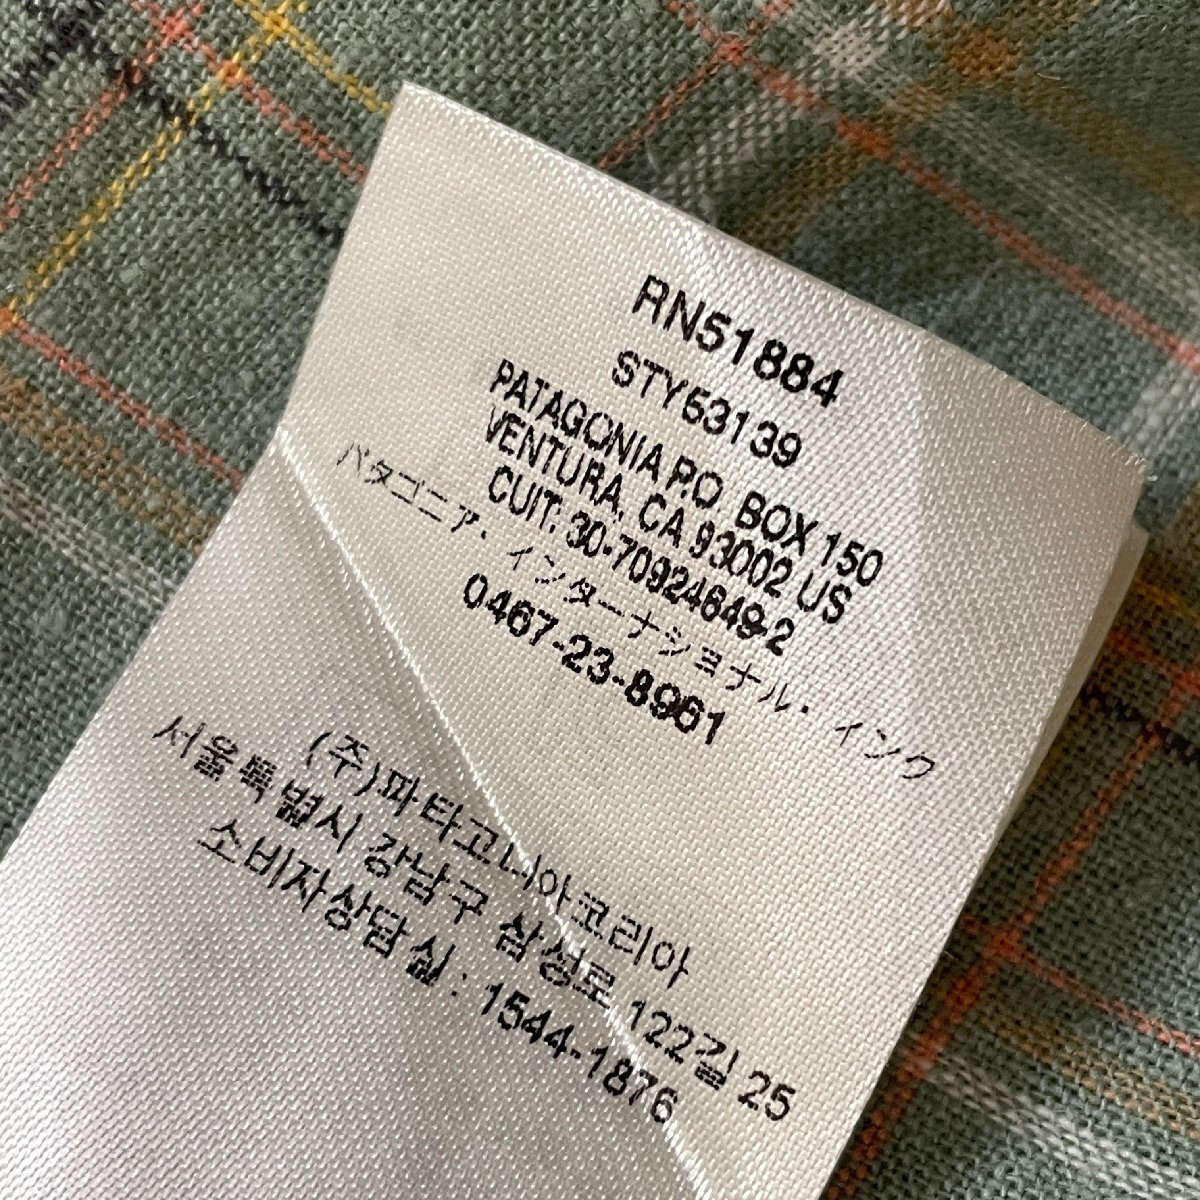 RN51884
STY53139
PATAGONIA P.O. BOX 150
VENTURA, CA 93002 US
CUIT: 30-70924649-2
パタゴニア・インターナショナル・インク
0467-23-8961
(주)파타고니아코리아
서울특별시 강남구 삼성로 122길 25
소비자상담실 : 1544-1876